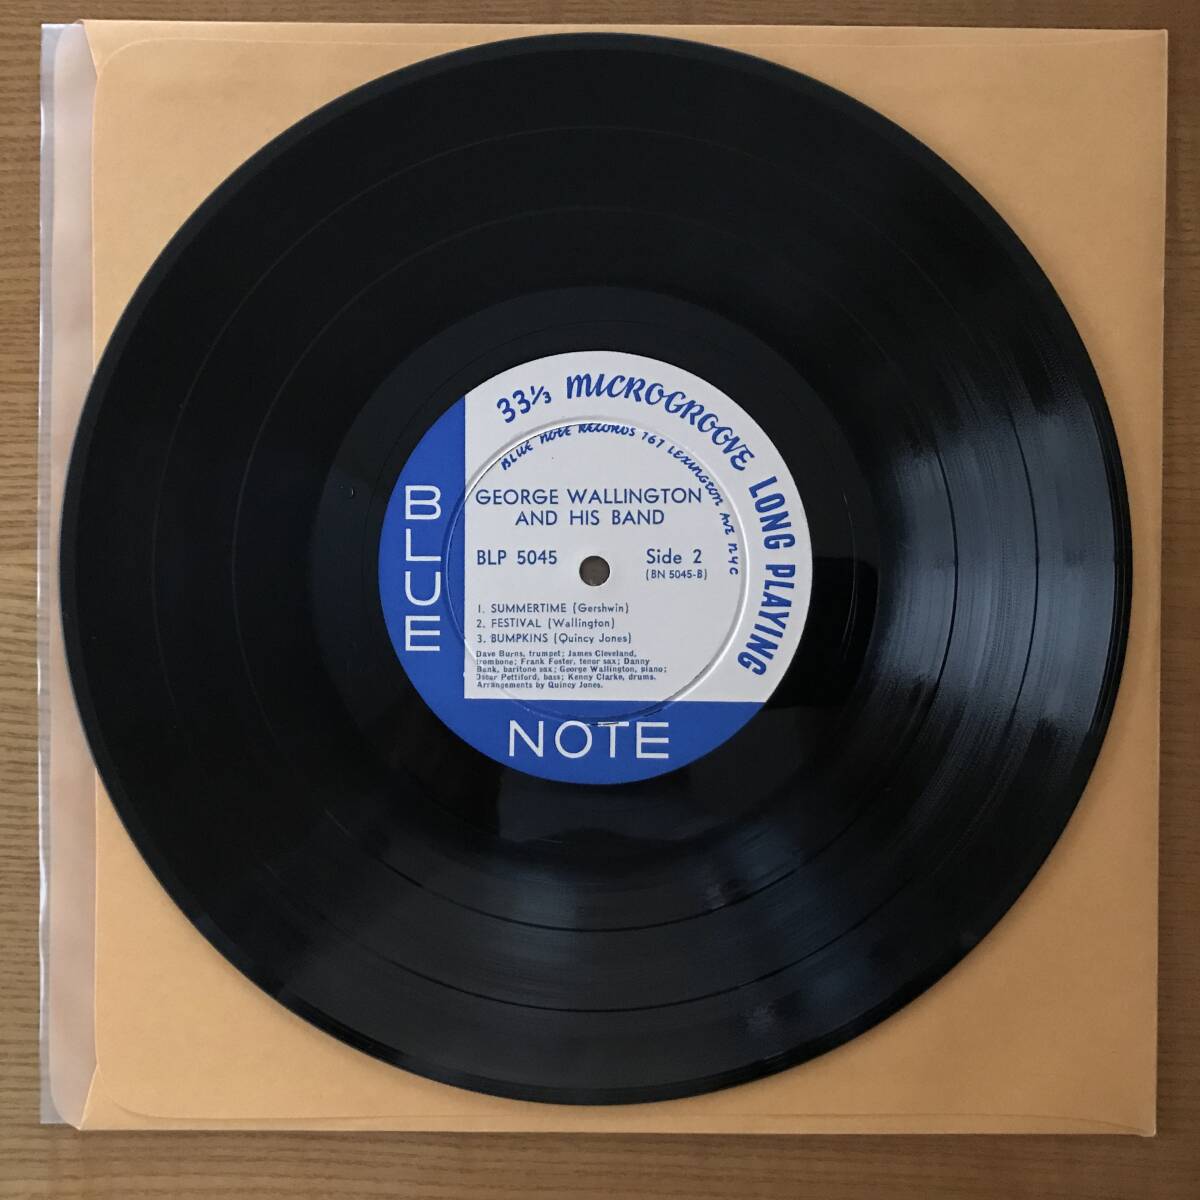 33⅓ MICROGROOVE LONG PLAYING
BLUE NOTE RECORDS 767 LEXINGTON AVE NYC
GEORGE WALLINGTON
AND HIS BAND
BLP 5045 Side 2
(BN 5045-B)
1. SUMMERTIME (Gershwin)
2. FESTIVAL (Wallington)
3. BUMPKINS (Quincy Jones)
Dave Burns, trumpet; James Cleveland,
trombone; Frank Foster, tenor sax; Danny
Bank, baritone sax; George Wallington, piano;
Oscar Pettiford, bass; Kenny Clarke, drums.
Arrangements by Quincy Jones.
BLUE
NOTE